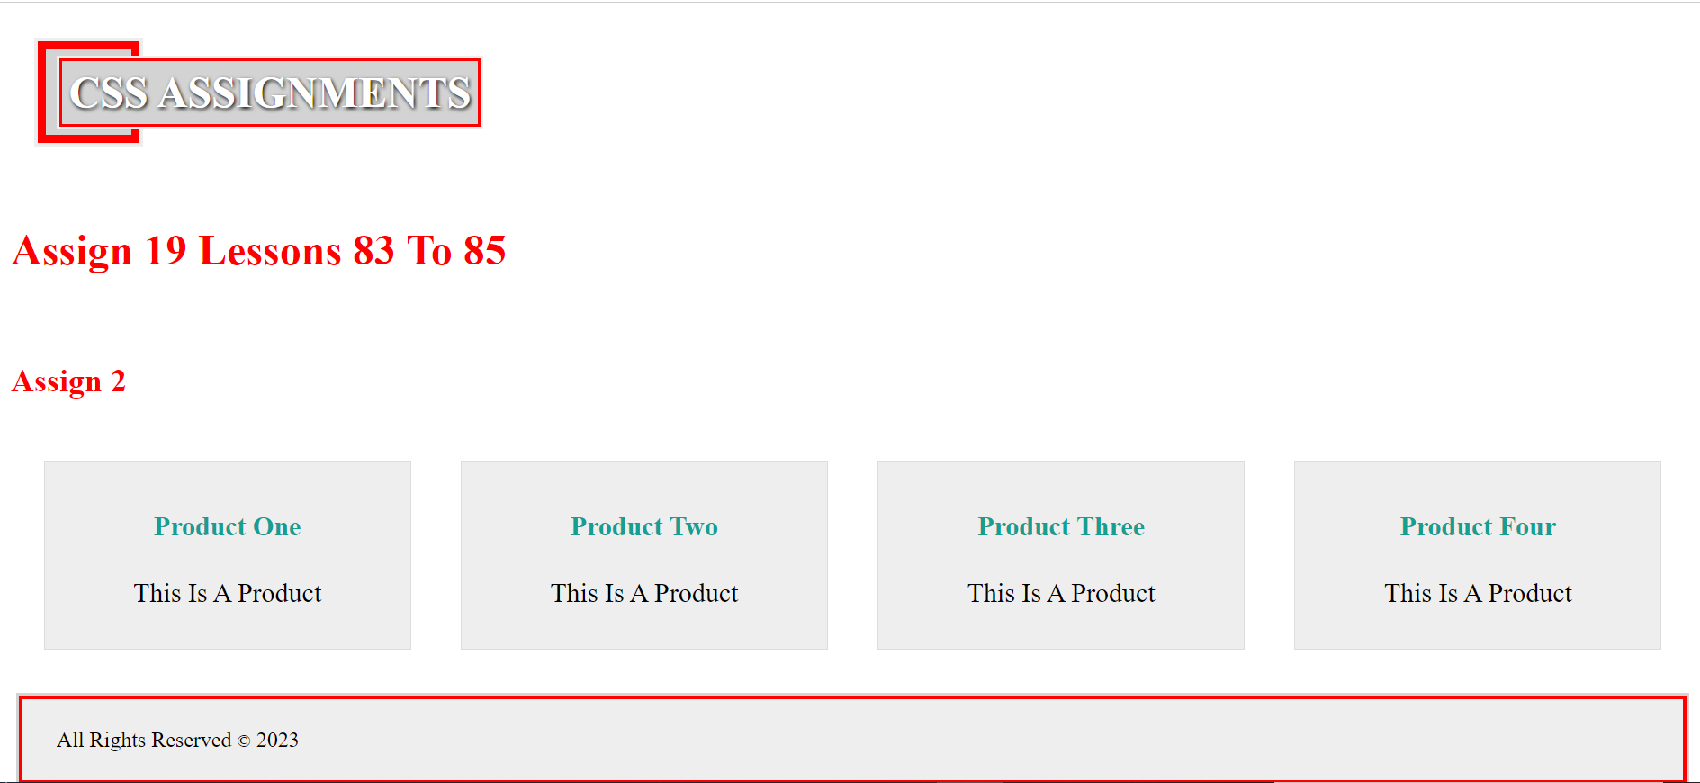 CSS ASSIGNMENTS
Assign 19 Lessons 83 To 85
Assign 2
Product One
This Is A Product
Product Two
This Is A Product
Product Three
This Is A Product
Product Four
This Is A Product
All Rights Reserved © 2023